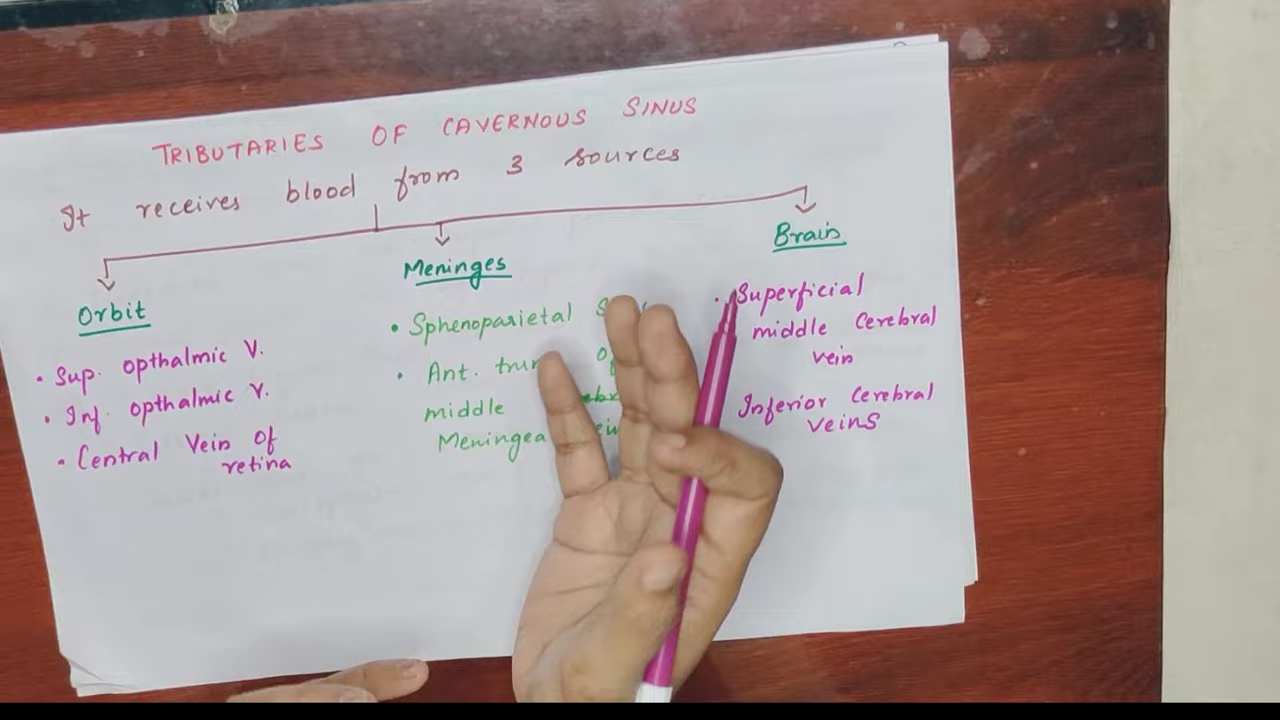 TRIBUTARIES OF CAVERNOUS SINUS
It receives blood from 3 sources
Orbit
• Sup. opthalmic V.
• Inf. opthalmic V.
• Central Vein Of
retina
Meninges
• Sphenoparietal
• Ant.
middle
Brain
• Superficial
middle Cerebral
vein
Inferior Cerebral
veins